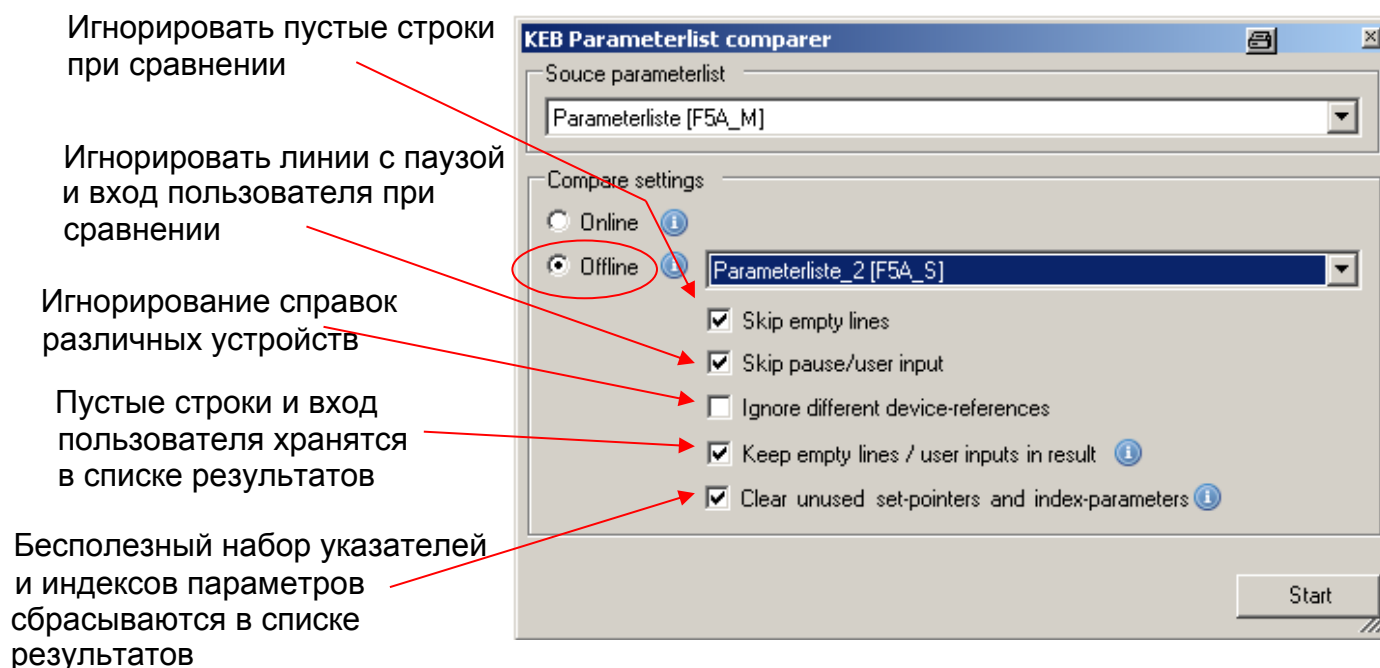 Игнорировать пустые строки
при сравнении
Игнорировать линии с паузой
и вход пользователя при
сравнении
Игнорирование справок
различных устройств
Пустые строки и вход
пользователя хранятся
в списке результатов
Бесполезный набор указателей
и индексов параметров
сбрасываются в списке
результатов
KEB Parameterlist comparer
Souce parameterlist
Parameterliste [F5A_M]
Compare settings
Online
Offline
Parameterliste_2 [F5A_S]
Skip empty lines
Skip pause/user input
Ignore different device-references
Keep empty lines / user inputs in result
Clear unused set-pointers and index-parameters
Start